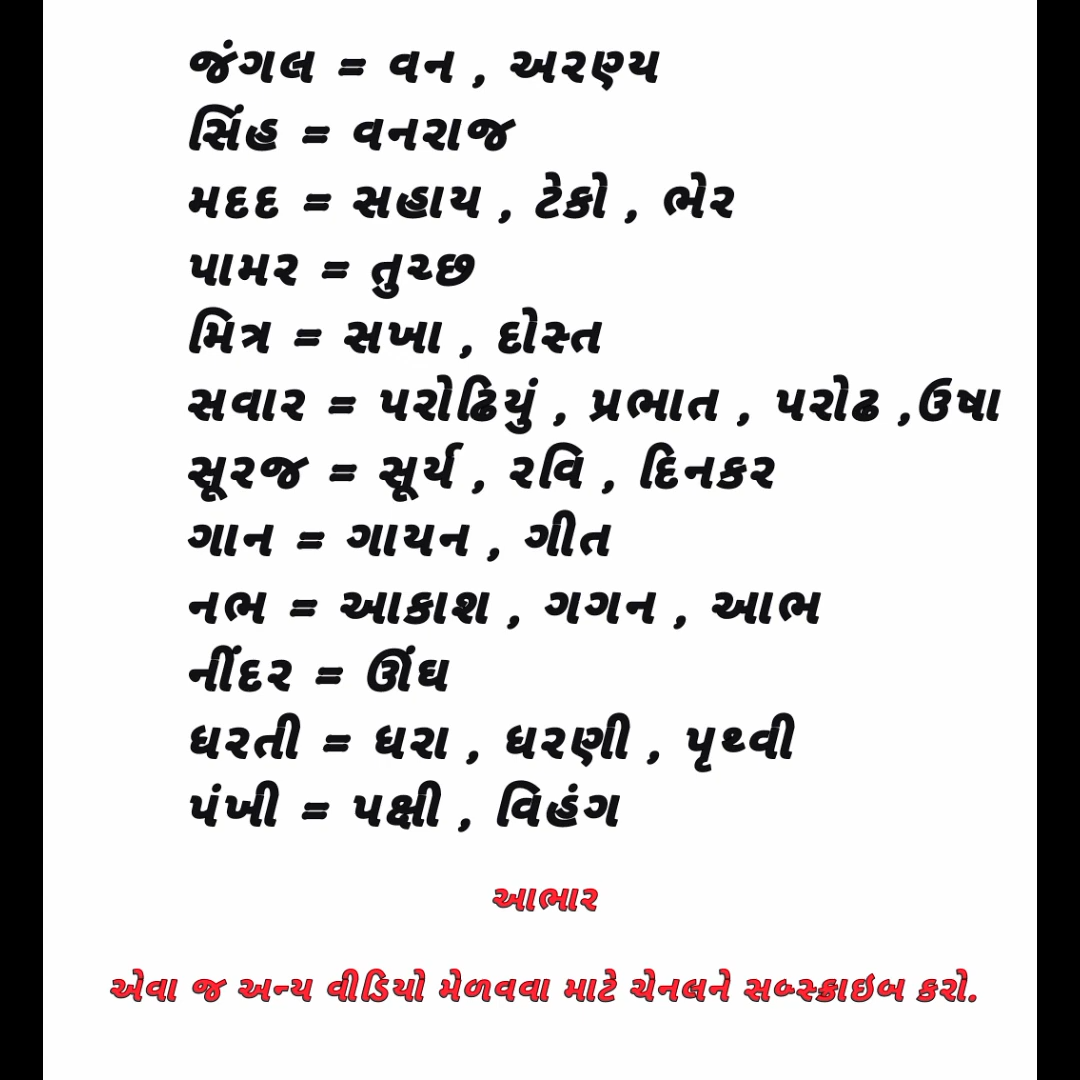 જંગલ = વન , અરણ્ય
સિંહ = વનરાજ
મદદ = સહાય , ટેકો , ભેર
પામર = તુચ્છ
મિત્ર = સખા , દોસ્ત
સવાર = પરોઢિયું , પ્રભાત , પરોઢ ,ઉષા
સૂરજ = સૂર્ય , રવિ , દિનકર
ગાન = ગાયન , ગીત
નભ = આકાશ , ગગન , આભ
નીંદર = ઊંઘ
ધરતી = ધરા , ધરણી , પૃથ્વી
પંખી = પક્ષી , વિહંગ
આભાર
એવા જ અન્ય વીડિયો મેળવવા માટે ચેનલને સબ્સ્ક્રાઇબ કરો.